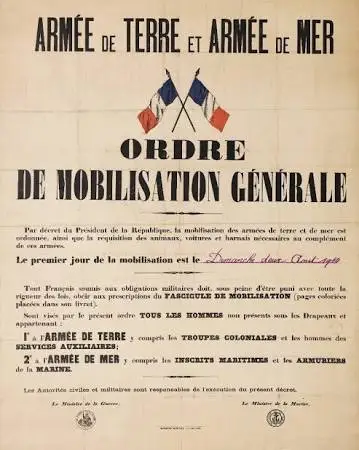 ARMÉE DE TERRE ET ARMÉE DE MER
ORDRE
DE MOBILISATION GÉNÉRALE
Par décret du Président de la République, la mobilisation des armées de terre et de mer est
ordonnée, ainsi que la requisition des animaux, voitures et harnais nécessaires au complément
de ces armées.
Le premier jour de la mobilisation est le Dimanche deux Août
Tout Français soumis aux obligations militaires doit, sous peine d'être puni avec toute la
rigueur des lois, obéir aux prescriptions du FASCICULE DE MOBILISATION (pages coloriées
placées dans son livret).
Sont visés par le présent ordre TOUS LES HOMMES non présents sous les Drapeaux et
appartenant :
1° à l'ARMÉE DE TERRE y compris les TROUPES COLONIALES et les hommes des
SERVICES AUXILIAIRES;
2° à l'ARMÉE DE MER y compris les INSCRITS MARITIMES et les ARMURIERS
de la MARINE.
Les Autorités civiles et militaires sont responsables de l'exécution du présent décret.
Le Ministre de la Guerre, Le Ministre de la Marine,